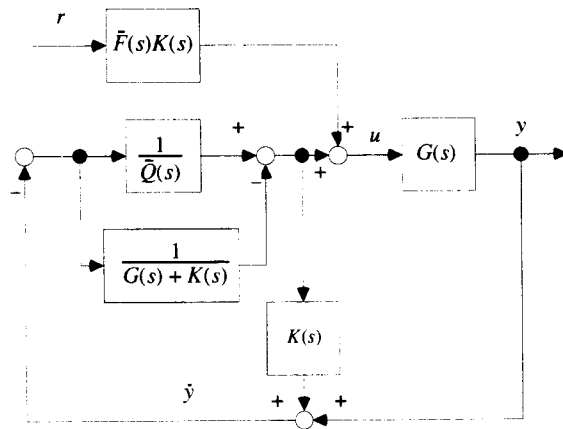 r
F̄(s)K(s)
+
u
y
1
Q̄(s)
+
−
+
G(s)
−
1
G(s) + K(s)
K(s)
ẏ
+
+